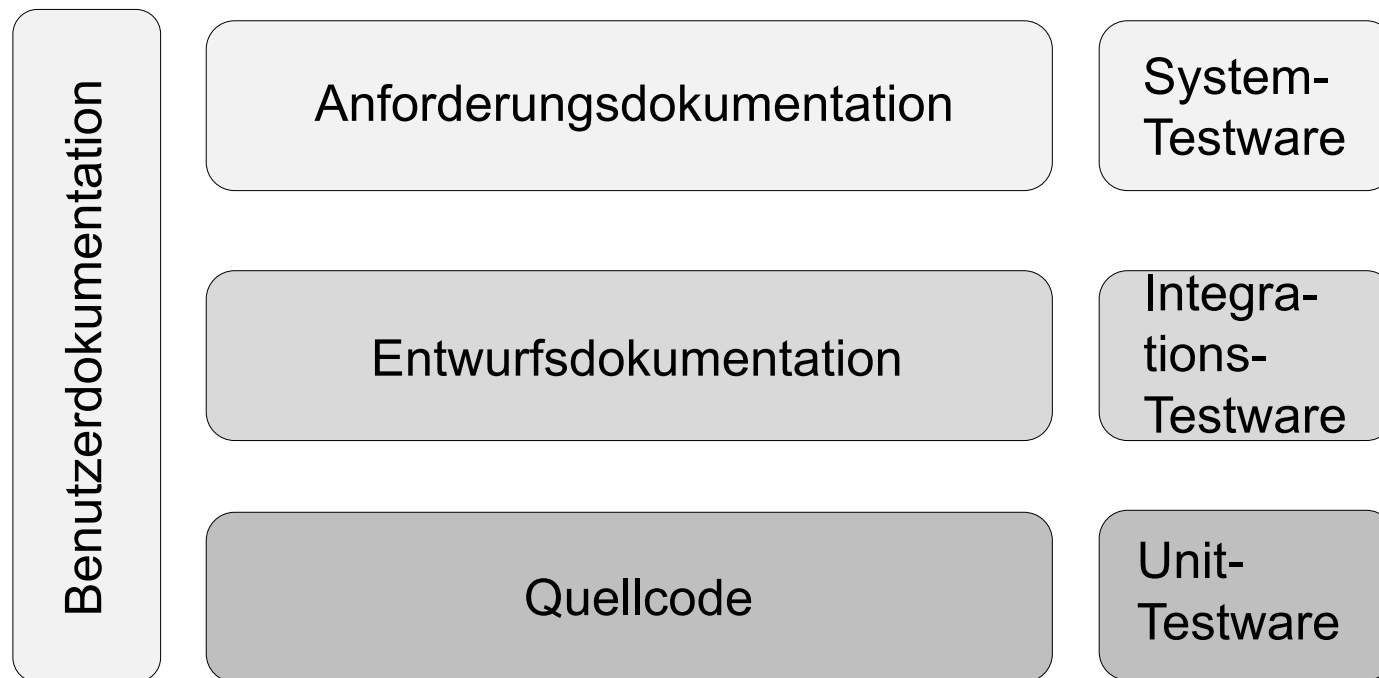 Benutzerdokumentation
Anforderungsdokumentation
System-
Testware
Entwurfsdokumentation
Integra-
tions-
Testware
Quellcode
Unit-
Testware